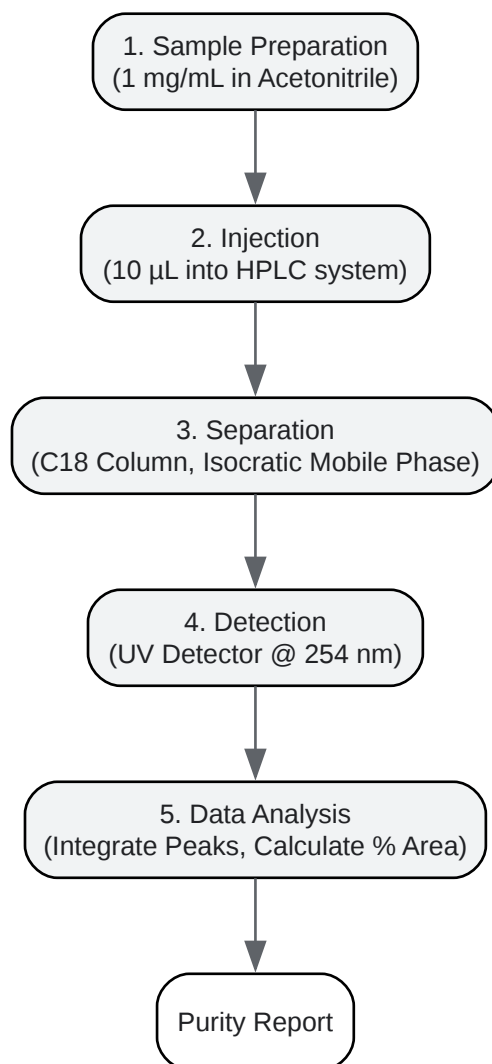 1. Sample Preparation
(1 mg/mL in Acetonitrile)
2. Injection
(10 µL into HPLC system)
3. Separation
(C18 Column, Isocratic Mobile Phase)
4. Detection
(UV Detector @ 254 nm)
5. Data Analysis
(Integrate Peaks, Calculate % Area)
Purity Report